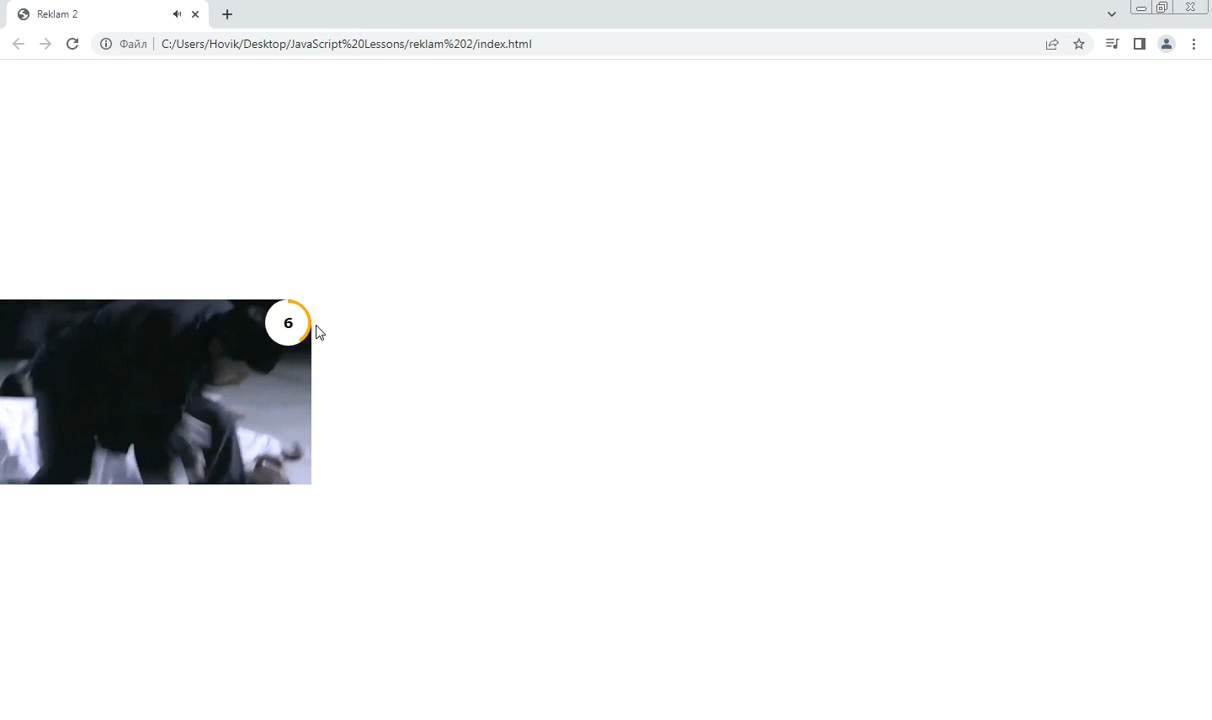 Reklam 2
Файл
C:/Users/Hovik/Desktop/JavaScript%20Lessons/reklam%202/index.html
6